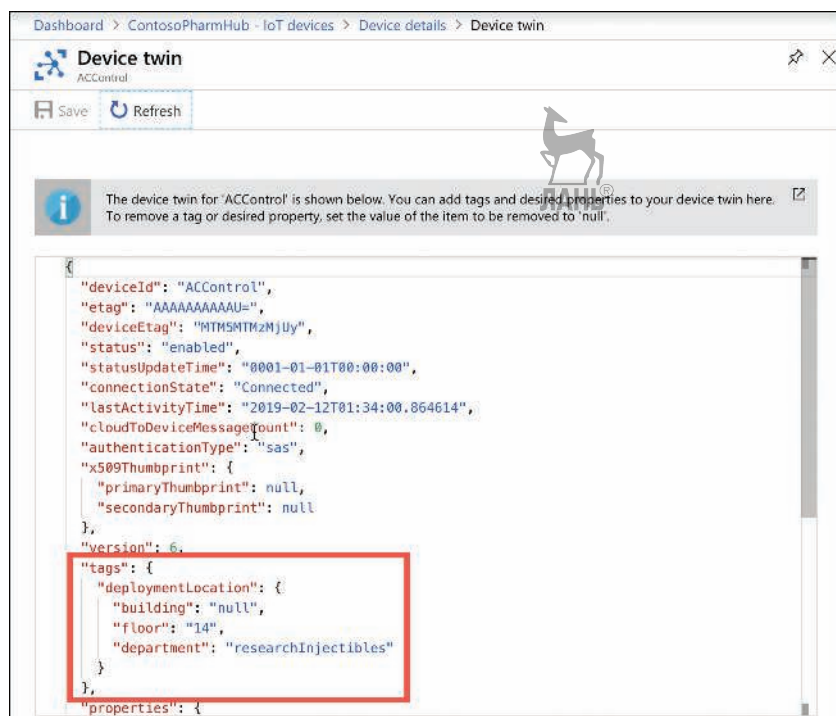 Dashboard > ContosoPharmHub - IoT devices > Device details > Device twin
Device twin
ACControl
Save Refresh
ЛАНЬ®
The device twin for 'ACControl' is shown below. You can add tags and desired properties to your device twin here.
To remove a tag or desired property, set the value of the item to be removed to 'null'.
{
"deviceId": "ACControl",
"etag": "AAAAAAAAAAU=",
"deviceEtag": "MTM5MTMzMjUy",
"status": "enabled",
"statusUpdateTime": "0001-01-01T00:00:00",
"connectionState": "Connected",
"lastActivityTime": "2019-02-12T01:34:00.864614",
"cloudToDeviceMessageCount": 0,
"authenticationType": "sas",
"x509Thumbprint": {
"primaryThumbprint": null,
"secondaryThumbprint": null
},
"version": 6,
"tags": {
"deploymentLocation": {
"building": "null",
"floor": "14",
"department": "researchInjectibles"
}
},
"properties": {